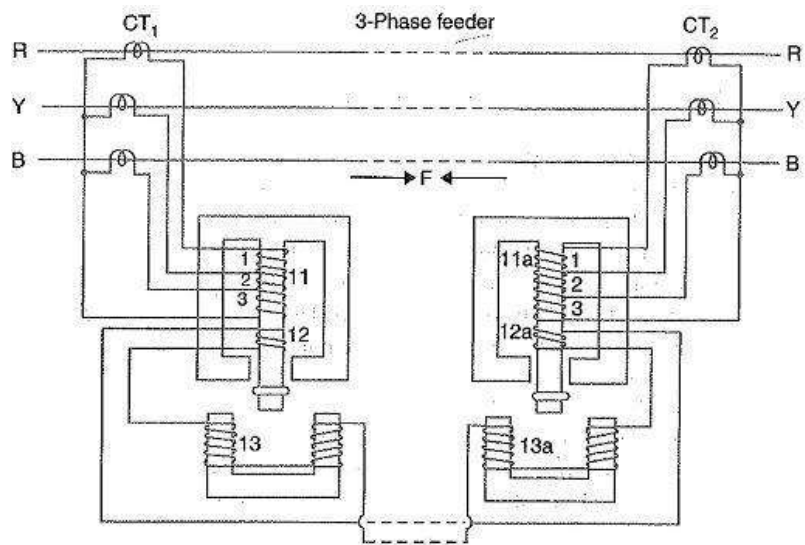 CT1 3-Phase feeder CT2
R R
Y Y
B B
F
1 11 11a 1
2 2
3 3
12 12a
13 13a